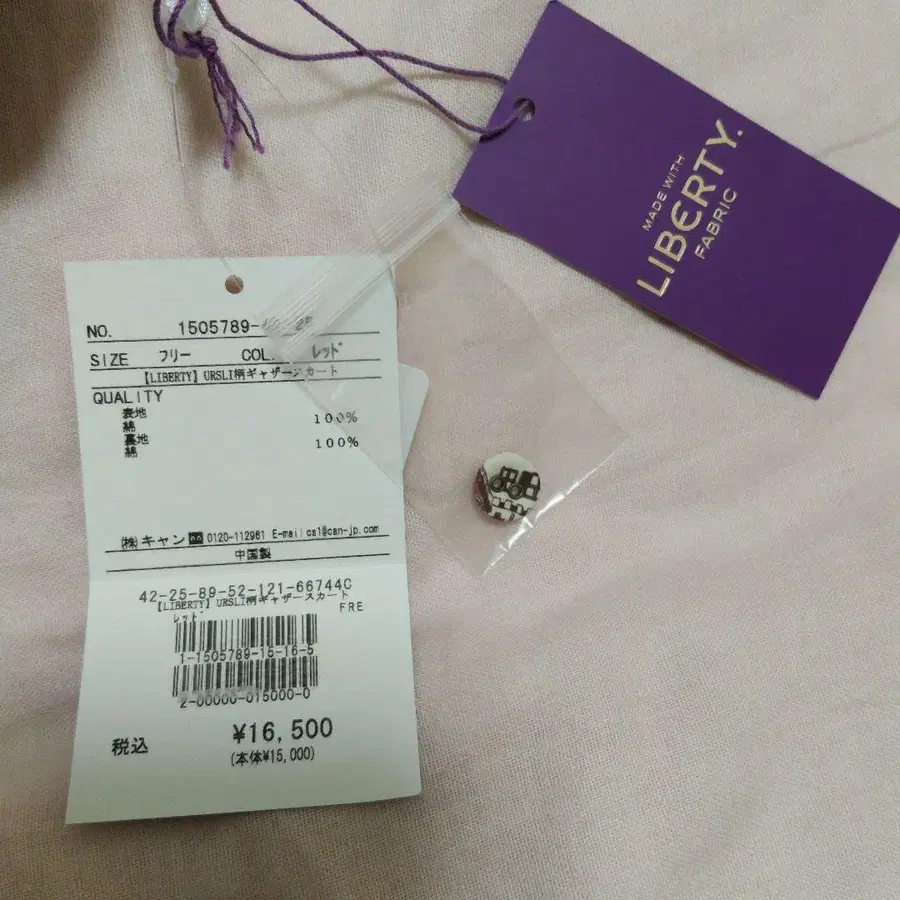 MADE WITH
LIBERTY.
FABRIC
NO. 1505789-
SIZE フリー COL. レッド
【LIBERTY】URSLI柄ギャザースカート
QUALITY
表地
綿 100%
裏地
綿 100%
(株)キャン 0120-112961 E-mail cs1@can-jp.com
中国製
42-25-89-52-121-66744C
【LIBERTY】URSLI柄ギャザースカート
レッド FRE
1-1505789-15-16-5
2-00000-015000-0
税込 ¥16,500
(本体¥15,000)